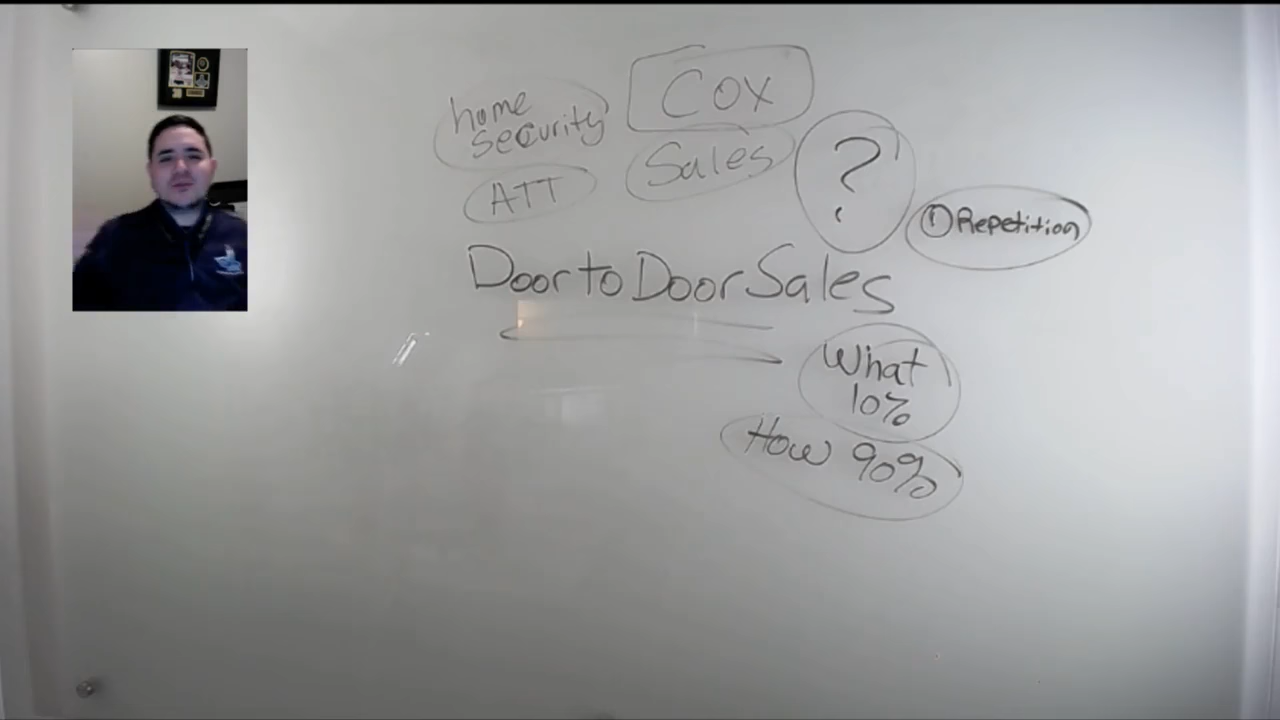 home
security
Cox
ATT
Sales
?
① Repetition
Door to Door Sales
What
10%
How 90%